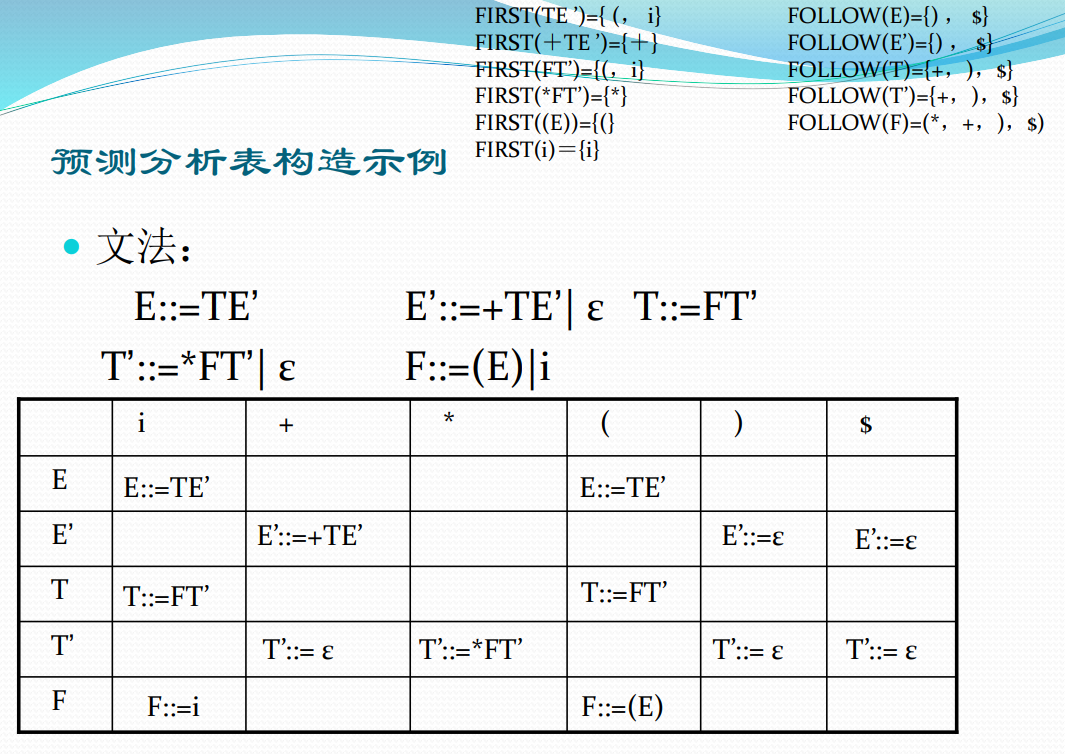 FIRST(TE ’)={ (， i} FOLLOW(E)={) ， $}
FIRST(＋TE ’)={＋} FOLLOW(E’)={) ， $}
FIRST(FT’)={(， i} FOLLOW(T)={+，)，$}
FIRST(*FT’)={*} FOLLOW(T’)={+，)，$}
FIRST((E))={(} FOLLOW(F)=(*，+，)，$)
FIRST(i)＝{i}
预测分析表构造示例
• 文法：
E::=TE’ E’::=+TE’| ε T::=FT’
T’::=*FT’| ε F::=(E)|i
i + * ( ) $
E E::=TE’ E::=TE’
E’ E’::=+TE’ E’::=ε E’::=ε
T T::=FT’ T::=FT’
T’ T’::= ε T’::=*FT’ T’::= ε T’::= ε
F F::=i F::=(E)